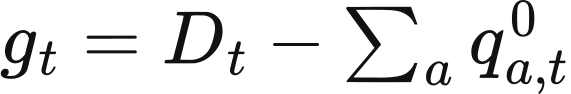 g_t = D_t − ∑_a q^0_{a,t}